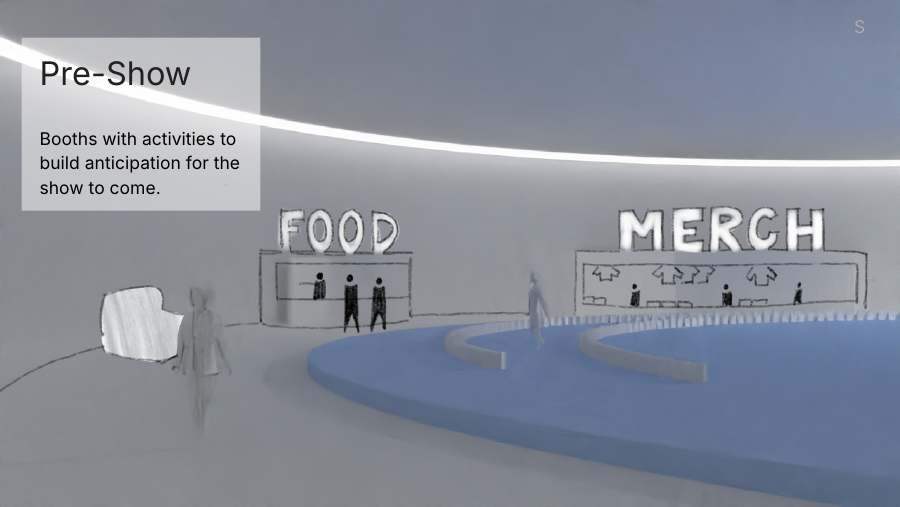 S
Pre-Show
Booths with activities to
build anticipation for the
show to come.
FOOD
MERCH